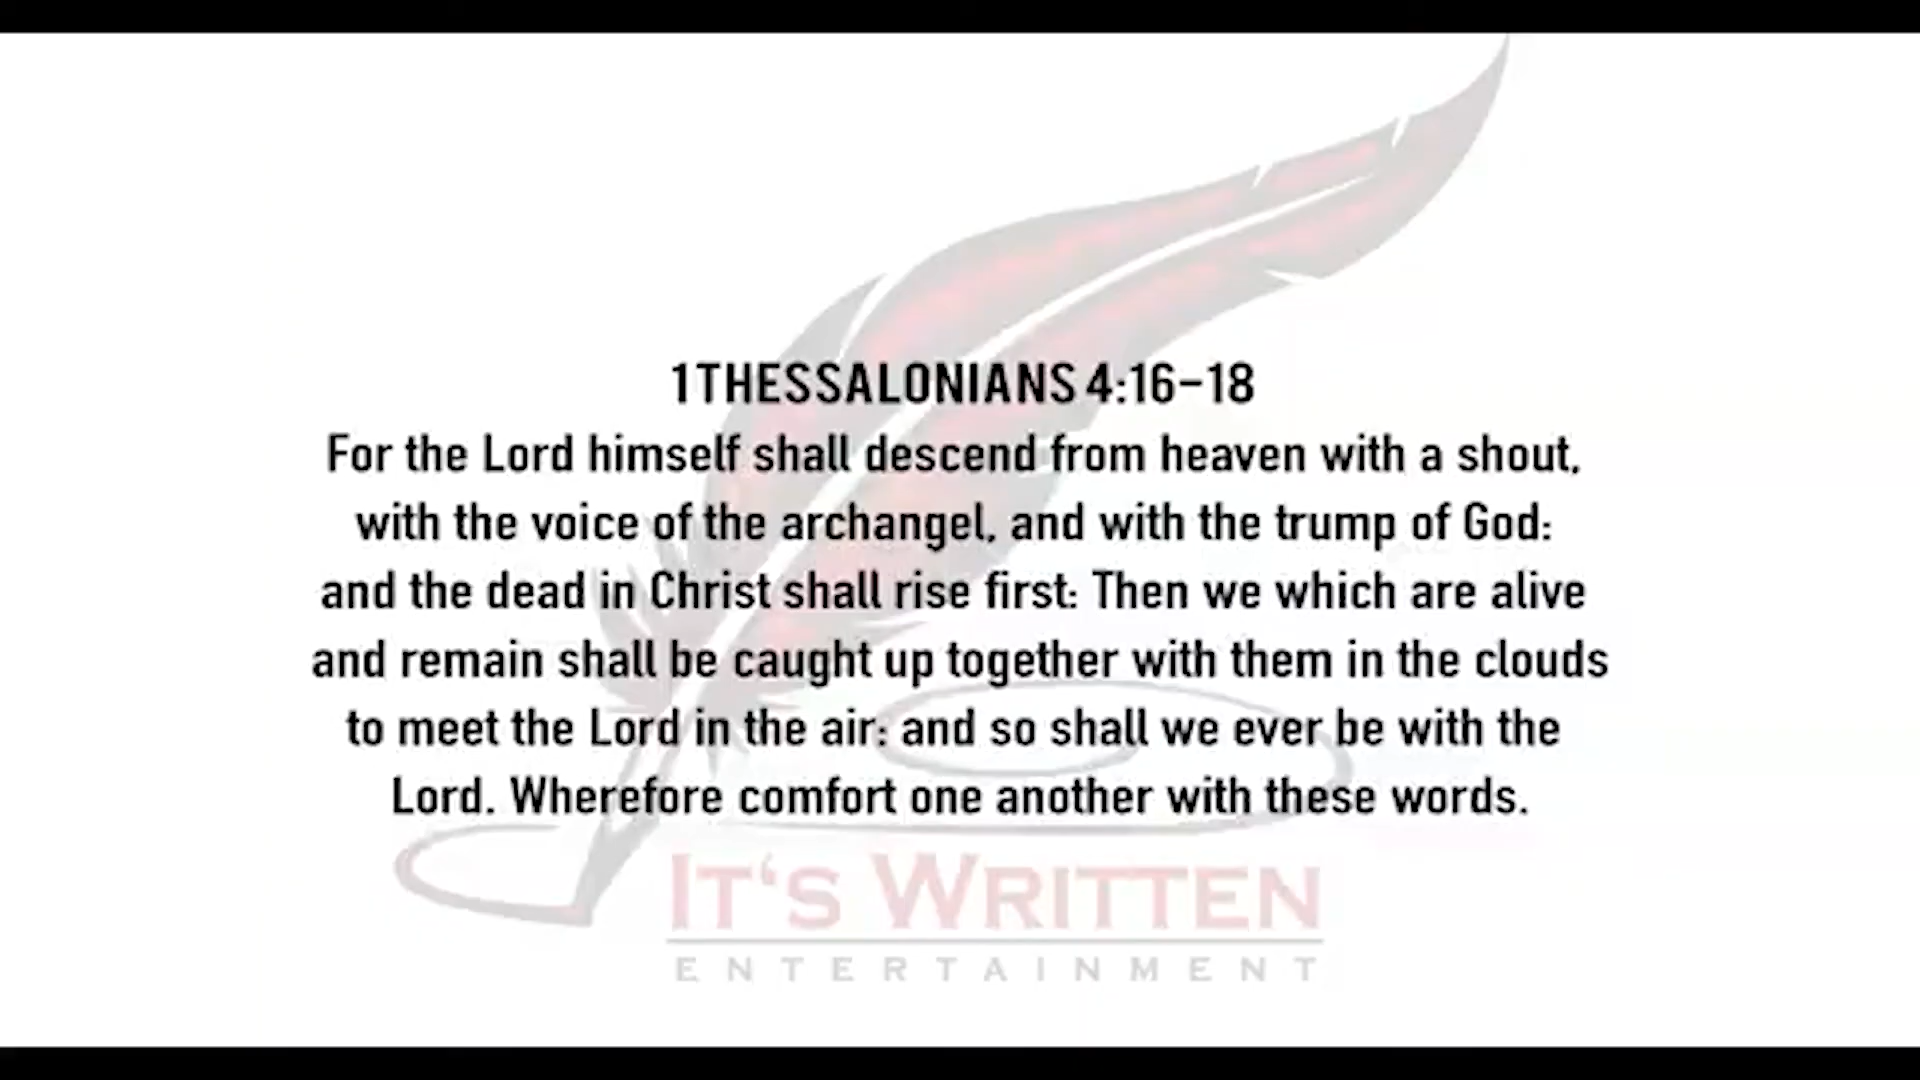 1 THESSALONIANS 4:16-18
For the Lord himself shall descend from heaven with a shout,
with the voice of the archangel, and with the trump of God:
and the dead in Christ shall rise first: Then we which are alive
and remain shall be caught up together with them in the clouds
to meet the Lord in the air: and so shall we ever be with the
Lord. Wherefore comfort one another with these words.
IT‘S WRITTEN
ENTERTAINMENT